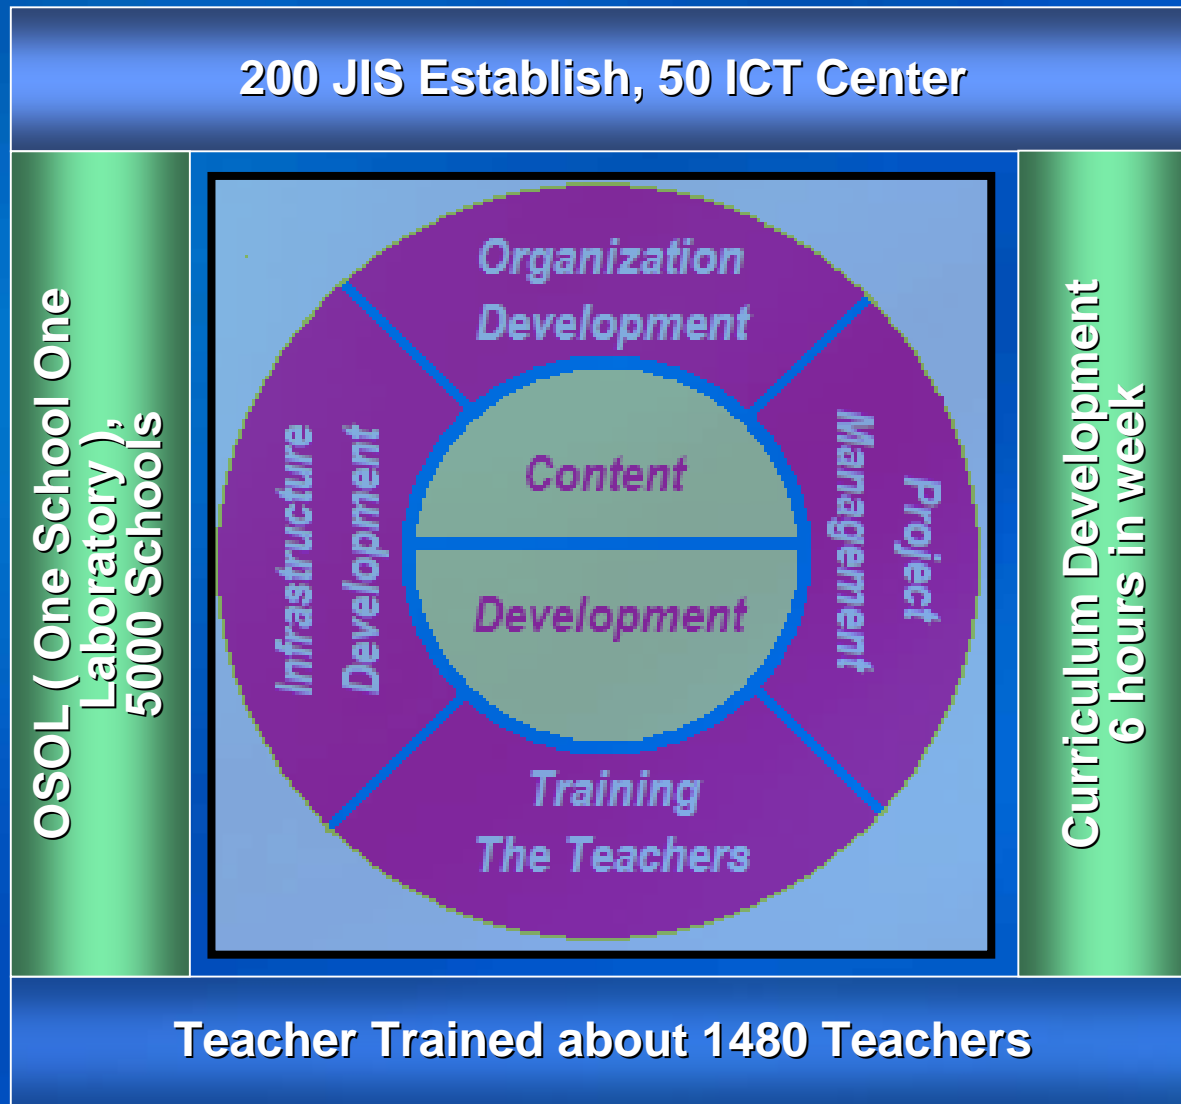 200 JIS Establish, 50 ICT Center
OSOL ( One School One
Laboratory ),
5000 Schools
Organization
Development
Infrastructure
Development
Content
Development
Project
Management
Training
The Teachers
Curriculum Development
6 hours in week
Teacher Trained about 1480 Teachers